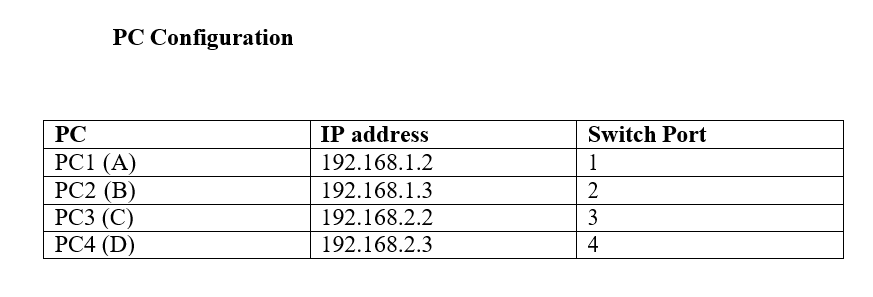 PC Configuration
PC IP address Switch Port
PC1 (A) 192.168.1.2 1
PC2 (B) 192.168.1.3 2
PC3 (C) 192.168.2.2 3
PC4 (D) 192.168.2.3 4